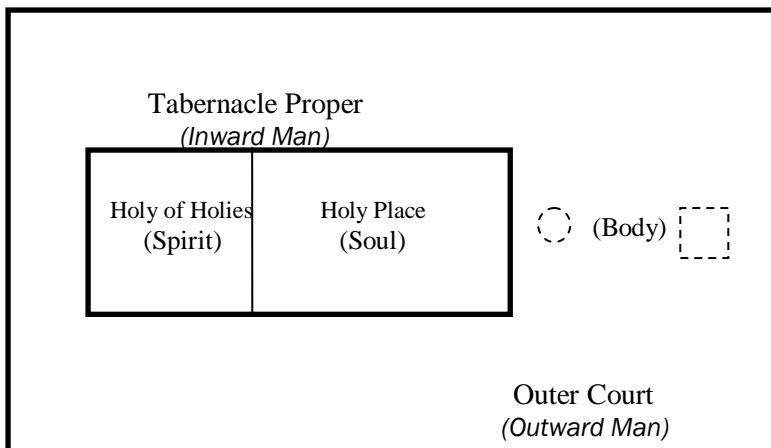 Tabernacle Proper
(Inward Man)
Holy of Holies
(Spirit)
Holy Place
(Soul)
(Body)
Outer Court
(Outward Man)